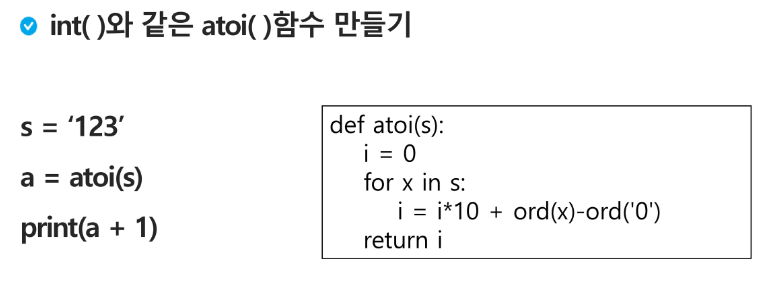 int( )와 같은 atoi( )함수 만들기
s = ‘123’
a = atoi(s)
print(a + 1)
def atoi(s):
i = 0
for x in s:
i = i*10 + ord(x)-ord('0')
return i